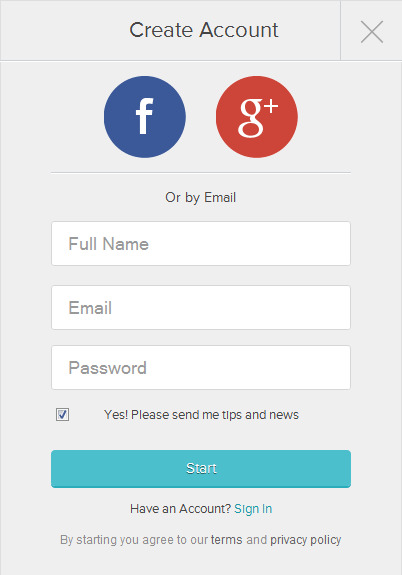 Create Account
f
g+
Or by Email
Full Name
Email
Password
Yes! Please send me tips and news
Start
Have an Account? Sign In
By starting you agree to our terms and privacy policy